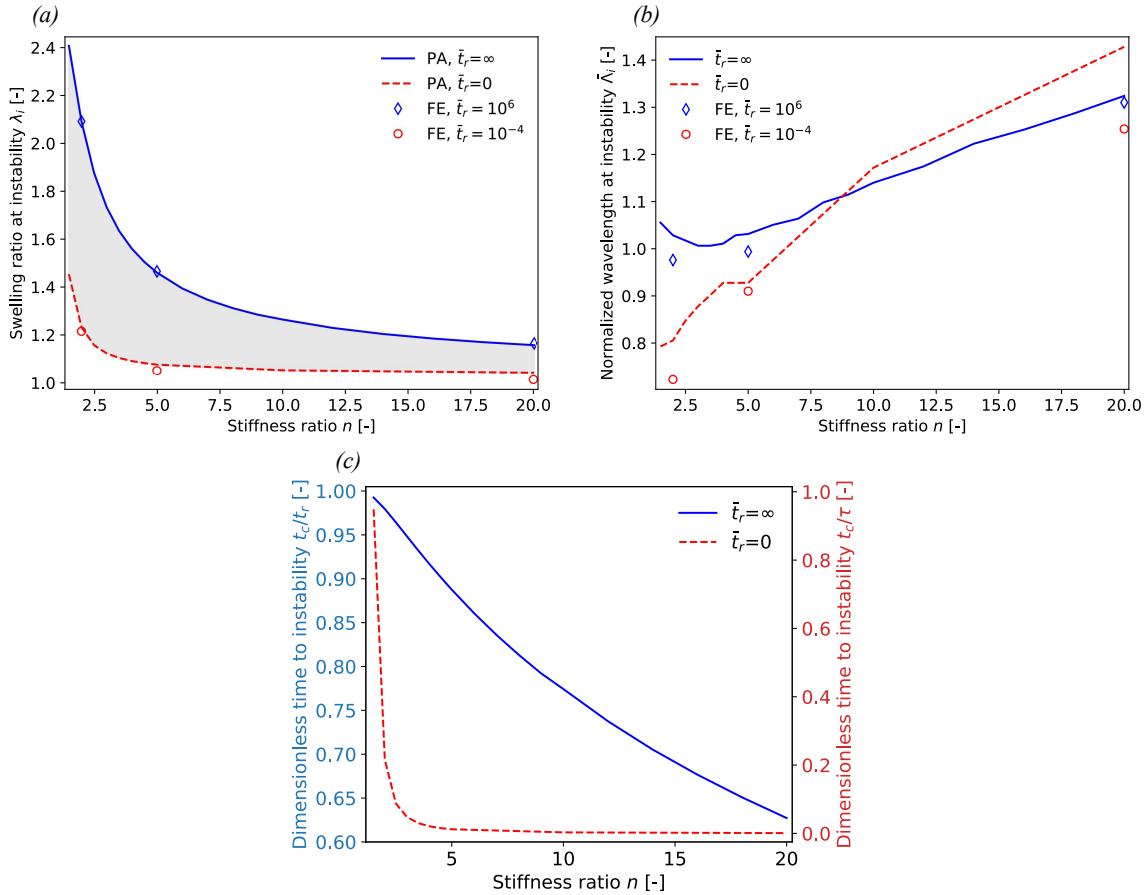 (a)
2.4
2.2
2.0
1.8
1.6
1.4
1.2
1.0
Swelling ratio at instability λᵢ [-]
PA, t̄ᵣ=∞
PA, t̄ᵣ=0
FE, t̄ᵣ = 10⁶
FE, t̄ᵣ = 10⁻⁴
2.5 5.0 7.5 10.0 12.5 15.0 17.5 20.0
Stiffness ratio n [-]
(b)
1.4
1.3
1.2
1.1
1.0
0.9
0.8
Normalized wavelength at instability Λ̄ᵢ [-]
t̄ᵣ=∞
t̄ᵣ=0
FE, t̄ᵣ = 10⁶
FE, t̄ᵣ = 10⁻⁴
2.5 5.0 7.5 10.0 12.5 15.0 17.5 20.0
Stiffness ratio n [-]
(c)
1.00
0.95
0.90
0.85
0.80
0.75
0.70
0.65
0.60
Dimensionless time to instability t_c/tᵣ [-]
t̄ᵣ=∞
t̄ᵣ=0
1.0
0.8
0.6
0.4
0.2
0.0
Dimensionless time to instability t_c/τ [-]
5 10 15 20
Stiffness ratio n [-]